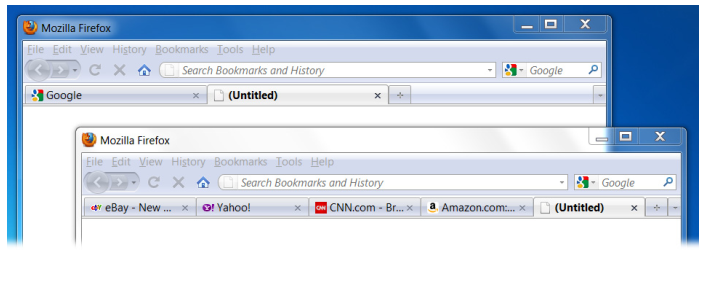 Mozilla Firefox
File Edit View History Bookmarks Tools Help
Search Bookmarks and History Google
Google (Untitled)
Mozilla Firefox
File Edit View History Bookmarks Tools Help
Search Bookmarks and History Google
eBay - New ... Yahoo! CNN.com - Br... Amazon.com:... (Untitled)